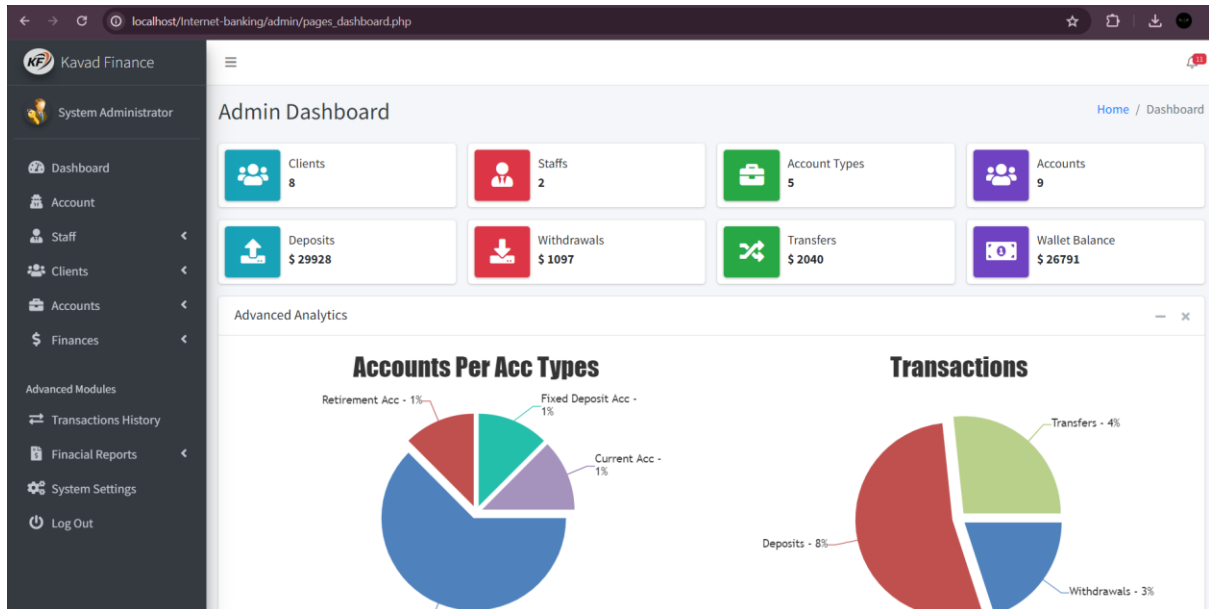 localhost/Internet-banking/admin/pages_dashboard.php
KF
Kavad Finance
11
System Administrator
Admin Dashboard
Home / Dashboard
Dashboard
Account
Staff
Clients
Accounts
Finances
Advanced Modules
Transactions History
Finacial Reports
System Settings
Log Out
Clients
8
Staffs
2
Account Types
5
Accounts
9
Deposits
$ 29928
Withdrawals
$ 1097
Transfers
$ 2040
Wallet Balance
$ 26791
Advanced Analytics
Accounts Per Acc Types
Retirement Acc - 1%
Fixed Deposit Acc -
1%
Current Acc -
1%
Transactions
Transfers - 4%
Deposits - 8%
Withdrawals - 3%